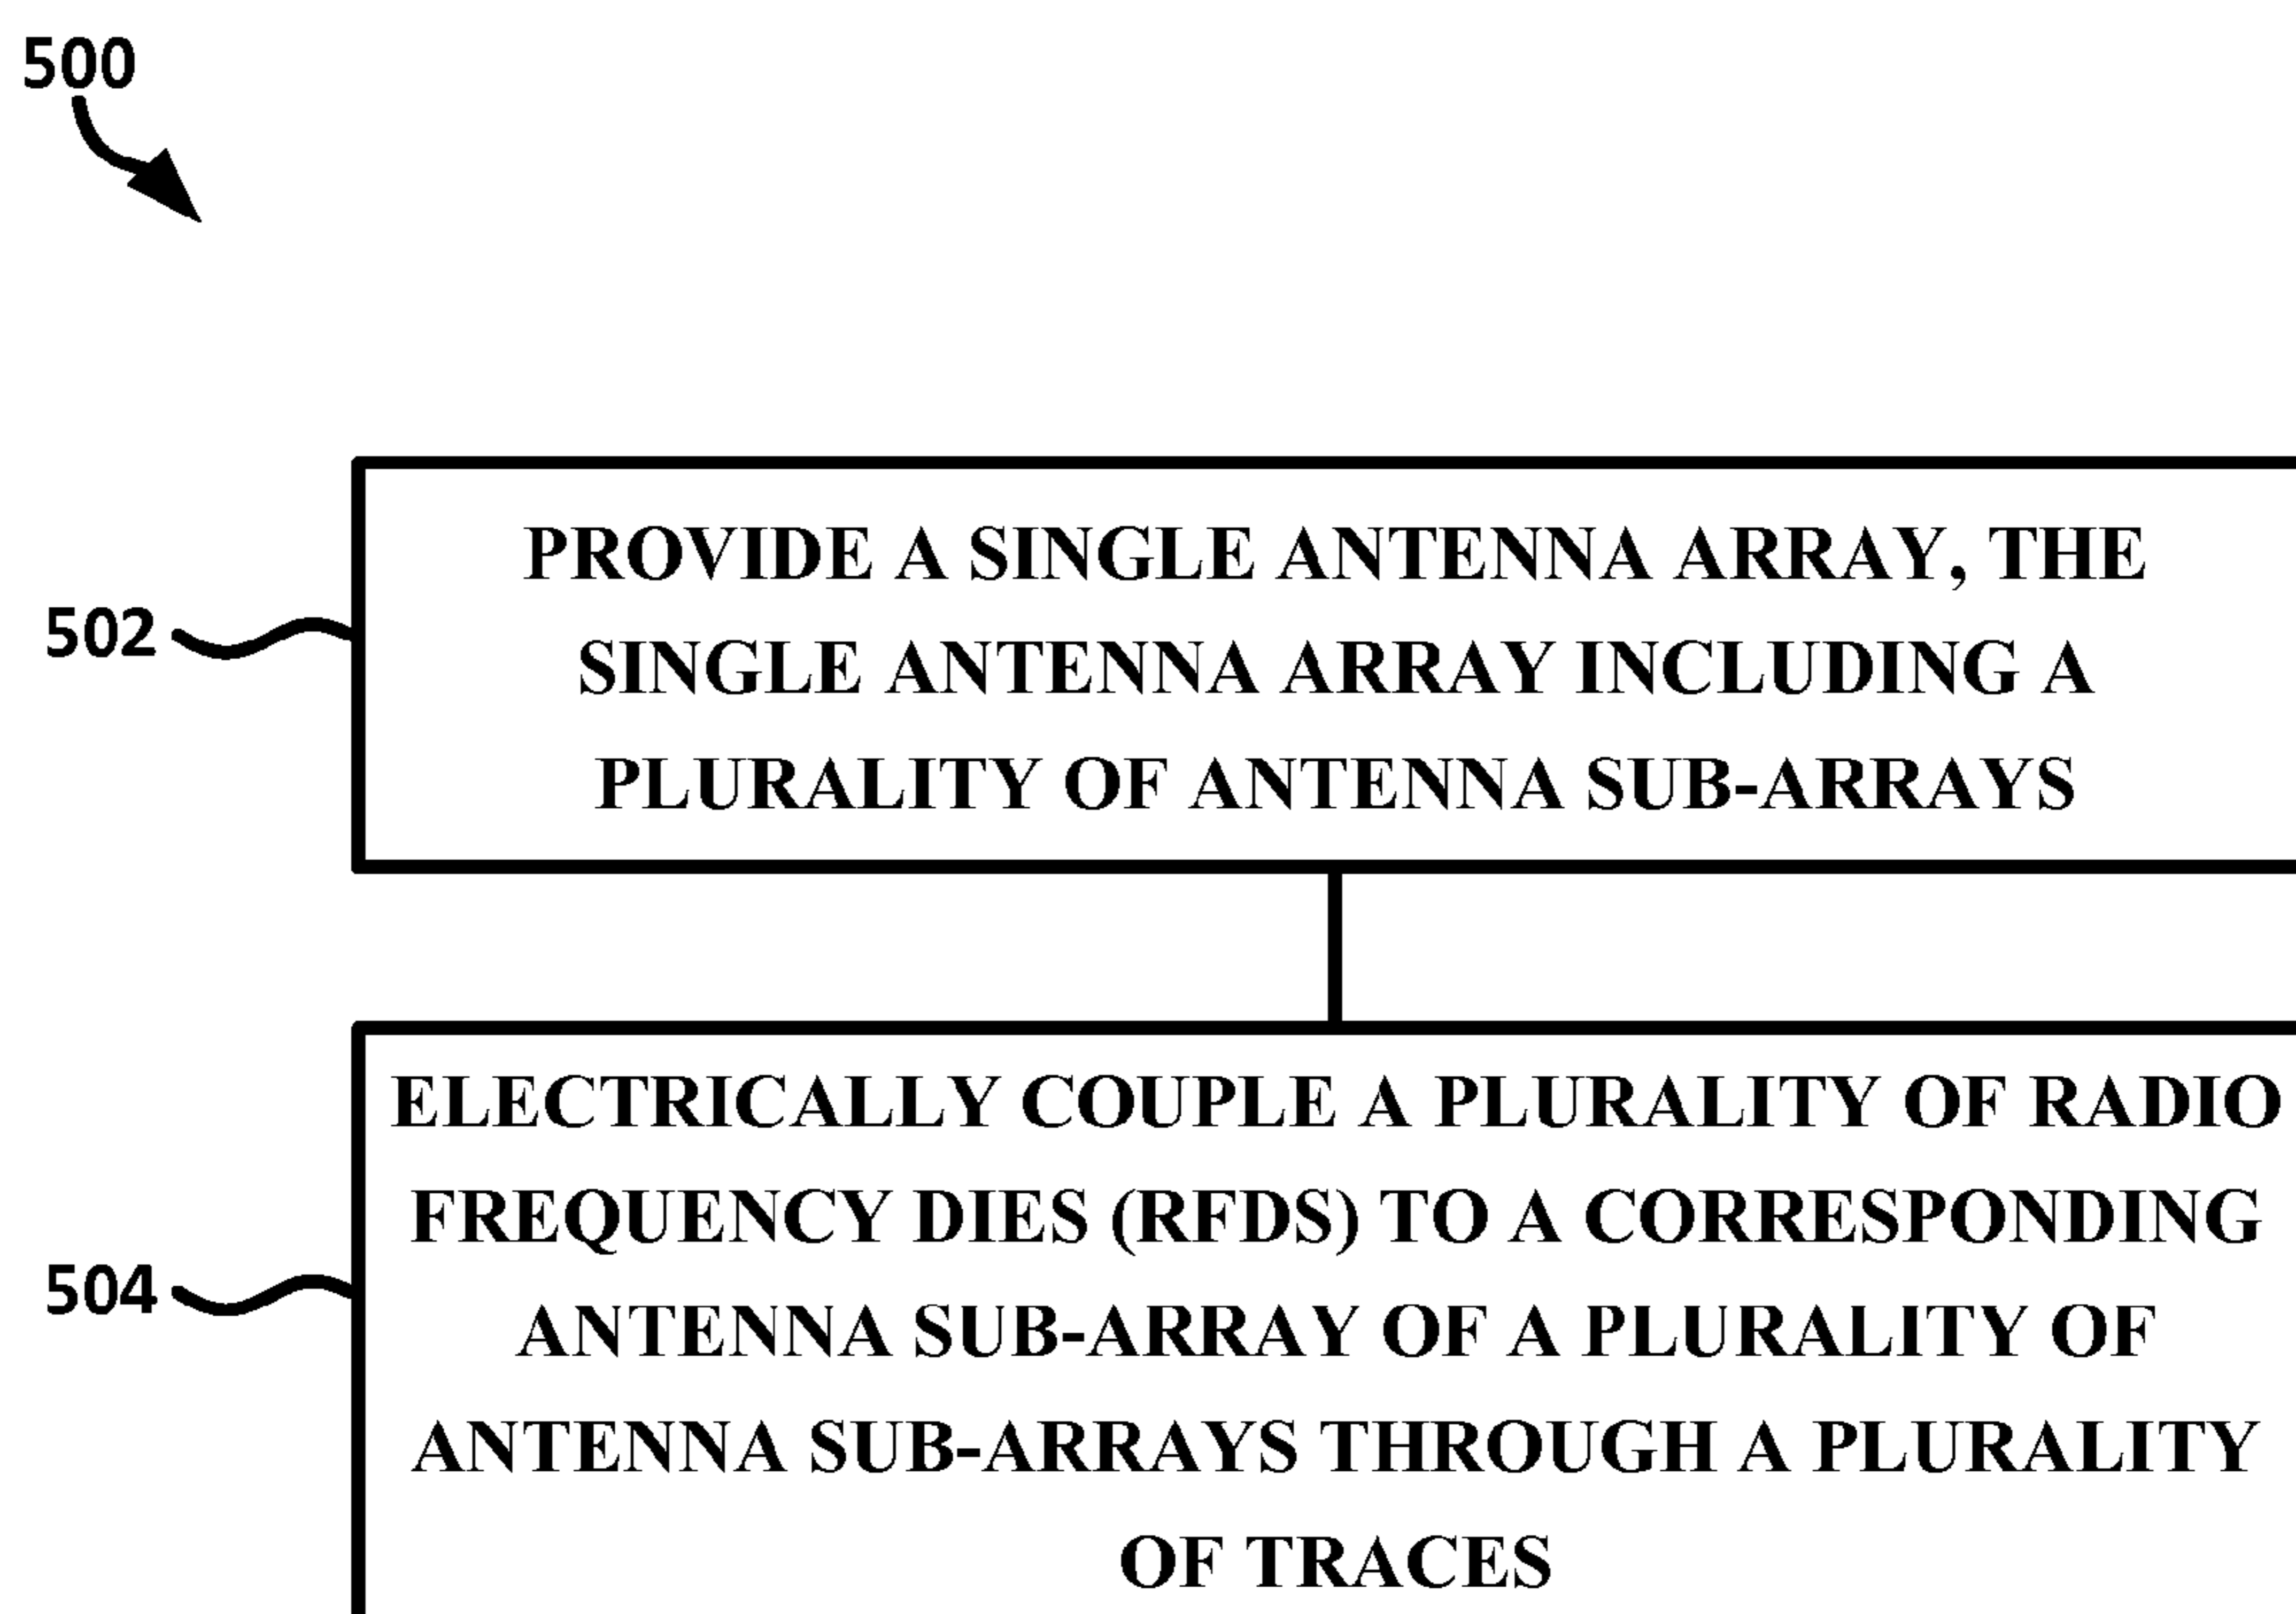 500
PROVIDE A SINGLE ANTENNA ARRAY, THE
SINGLE ANTENNA ARRAY INCLUDING A
PLURALITY OF ANTENNA SUB-ARRAYS
502
ELECTRICALLY COUPLE A PLURALITY OF RADIO
FREQUENCY DIES (RFDS) TO A CORRESPONDING
ANTENNA SUB-ARRAY OF A PLURALITY OF
ANTENNA SUB-ARRAYS THROUGH A PLURALITY
OF TRACES
504